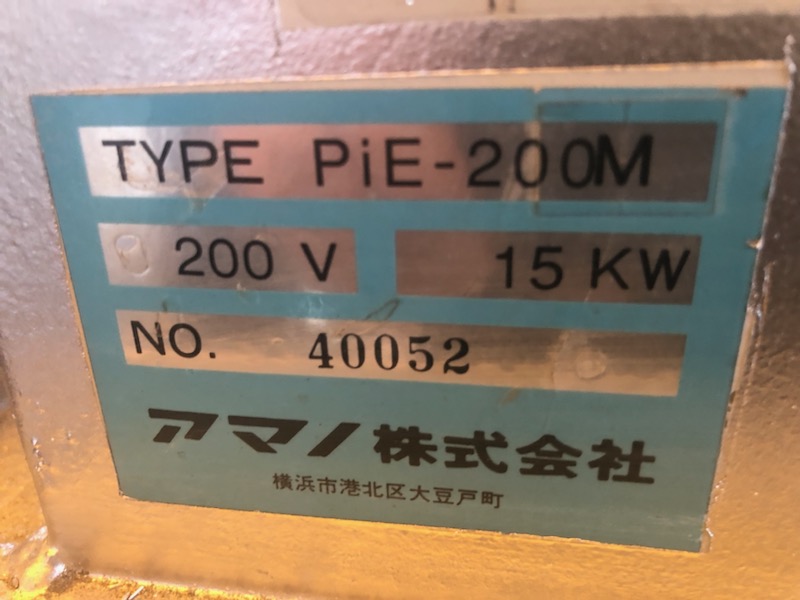 TYPE PiE-200M
200 V 15 KW
NO. 40052
アマノ株式会社
横浜市港北区大豆戸町